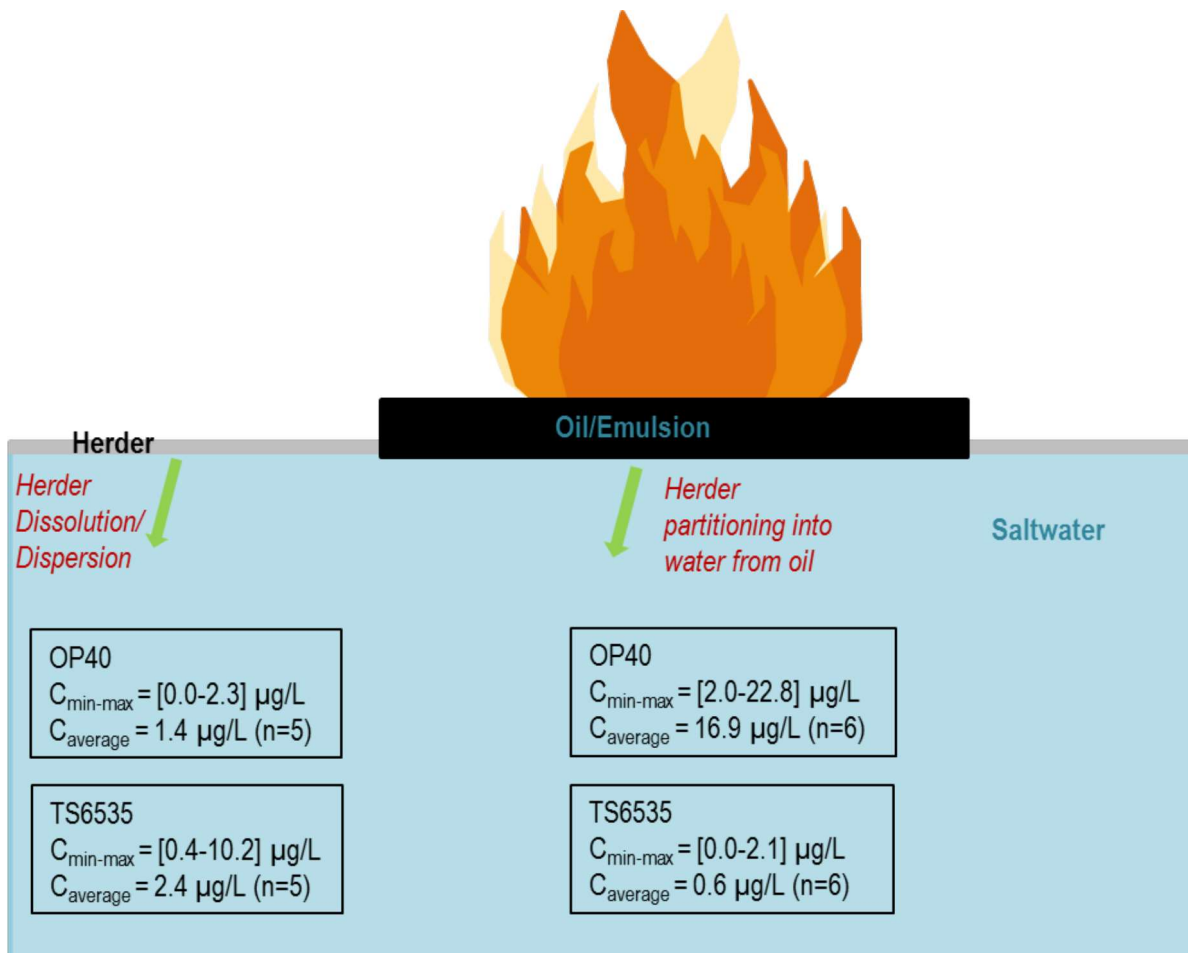 Oil/Emulsion
Herder
Herder
Dissolution/
Dispersion
Herder
partitioning into
water from oil
Saltwater
OP40
Cmin-max = [0.0-2.3] µg/L
Caverage = 1.4 µg/L (n=5)
OP40
Cmin-max = [2.0-22.8] µg/L
Caverage = 16.9 µg/L (n=6)
TS6535
Cmin-max = [0.4-10.2] µg/L
Caverage = 2.4 µg/L (n=5)
TS6535
Cmin-max = [0.0-2.1] µg/L
Caverage = 0.6 µg/L (n=6)